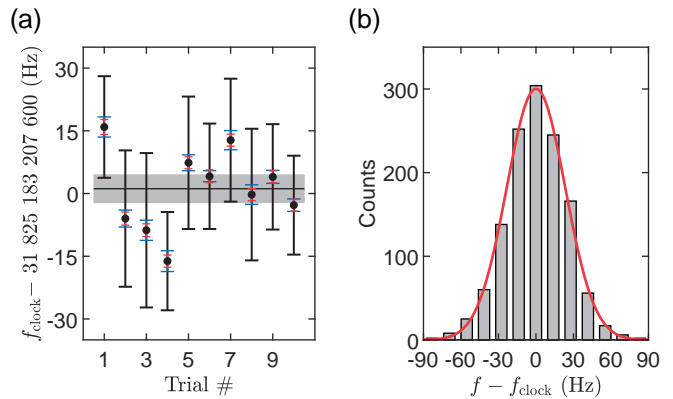 (a)
f_clock − 31 825 183 207 600 (Hz)
30
15
0
-15
-30
1 3 5 7 9
Trial #
(b)
Counts
300
200
100
0
-90 -60 -30 0 30 60 90
f − f_clock (Hz)